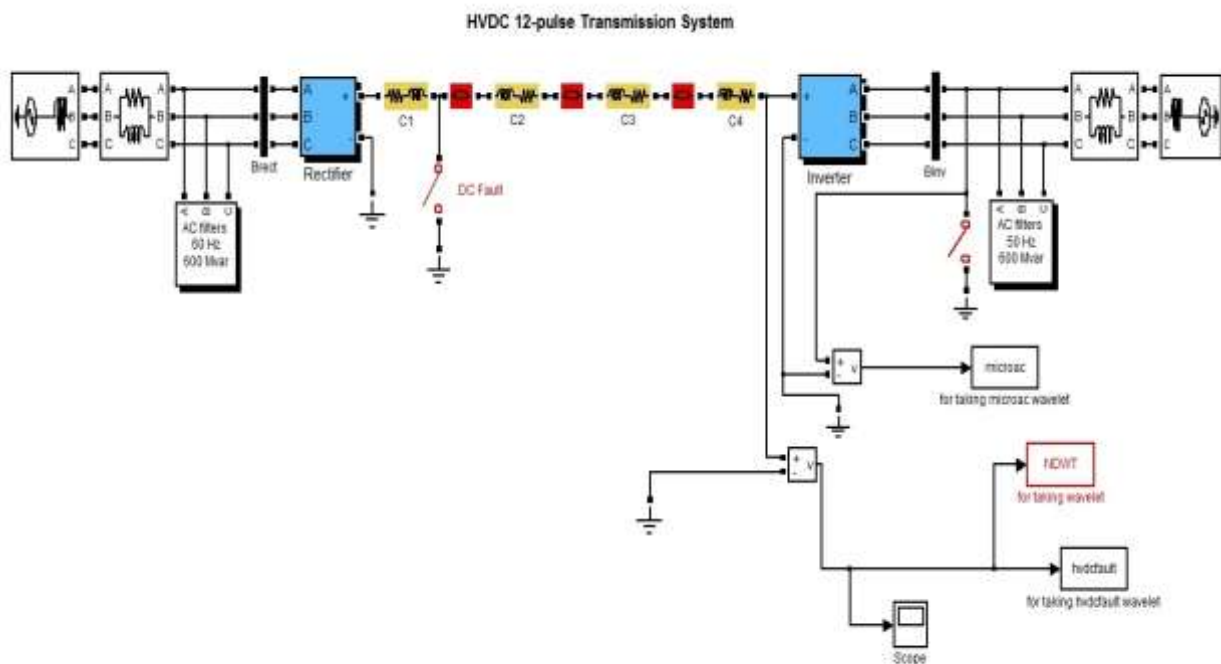 HVDC 12-pulse Transmission System
A A A A A A
B B B B B B
C C C C C C
C1 C2 C3 C4
Brect
Rectifier
Inverter
BInv
DC Fault
A B C
AC filters
60 Hz
600 Mvar
A B C
AC filters
50 Hz
600 Mvar
+
-
v
microac
for taking microac wavelet
+
-
v
NDWT
for taking wavelet
hvdcfault
for taking hvdcfault wavelet
Scope